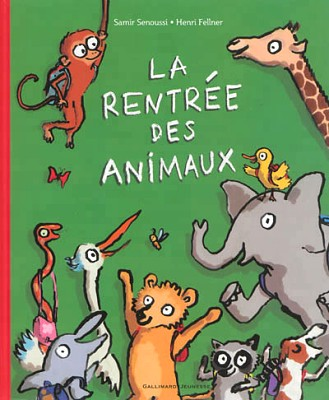 Samir Senoussi • Henri Fellner
LA
RENTRÉE
DES
ANIMAUX
GALLIMARD JEUNESSE